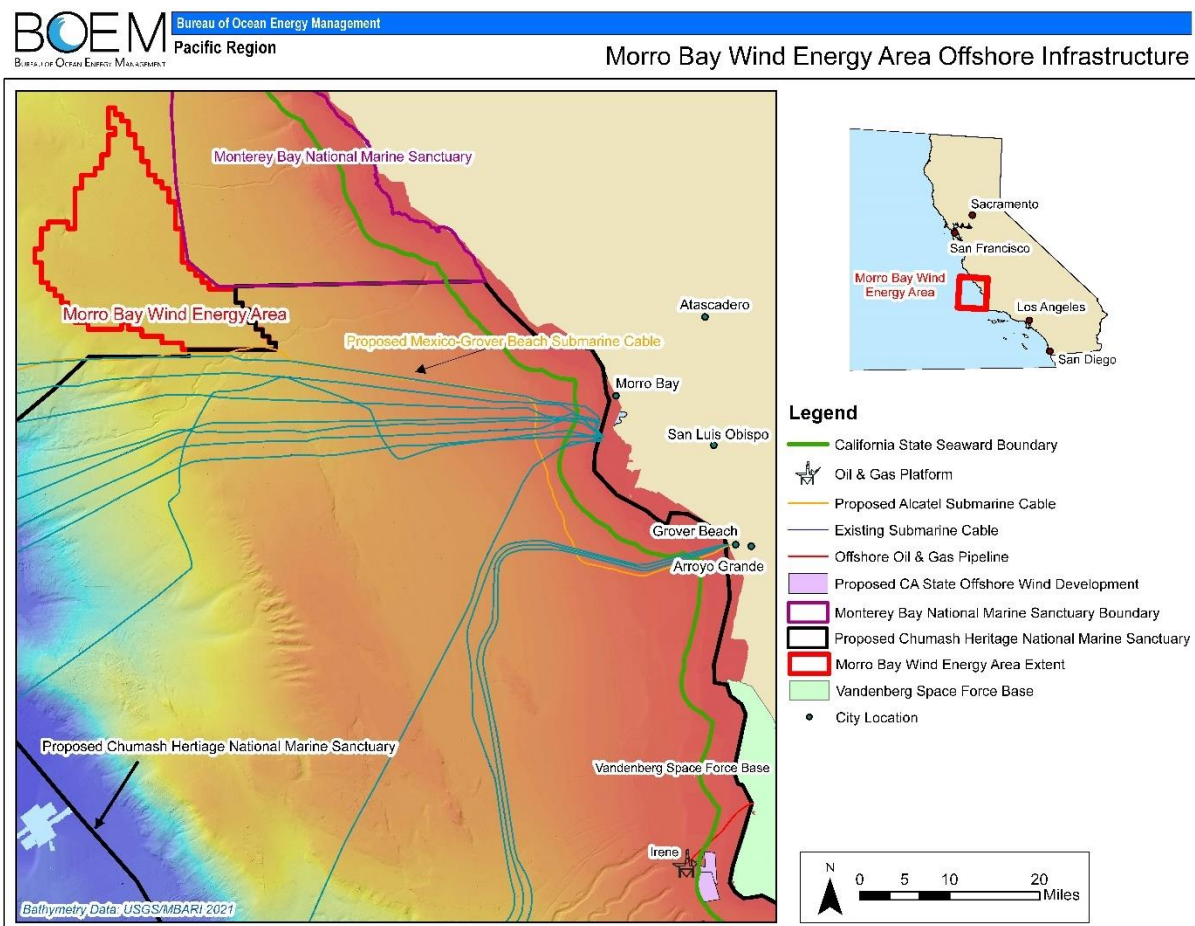 BOEM
BUREAU OF OCEAN ENERGY MANAGEMENT
Bureau of Ocean Energy Management
Pacific Region
Morro Bay Wind Energy Area Offshore Infrastructure
Monterey Bay National Marine Sanctuary
Morro Bay Wind Energy Area
Atascadero
Proposed Mexico-Grover Beach Submarine Cable
Morro Bay
San Luis Obispo
Grover Beach
Arroyo Grande
Proposed Chumash Hertiage National Marine Sanctuary
Vandenberg Space Force Base
Irene
Bathymetry Data: USGS/MBARI 2021
Sacramento
San Francisco
Morro Bay Wind
Energy Area
Los Angeles
San Diego
Legend
California State Seaward Boundary
Oil & Gas Platform
Proposed Alcatel Submarine Cable
Existing Submarine Cable
Offshore Oil & Gas Pipeline
Proposed CA State Offshore Wind Development
Monterey Bay National Marine Sanctuary Boundary
Proposed Chumash Heritage National Marine Sanctuary
Morro Bay Wind Energy Area Extent
Vandenberg Space Force Base
City Location
N
0 5 10 20
Miles